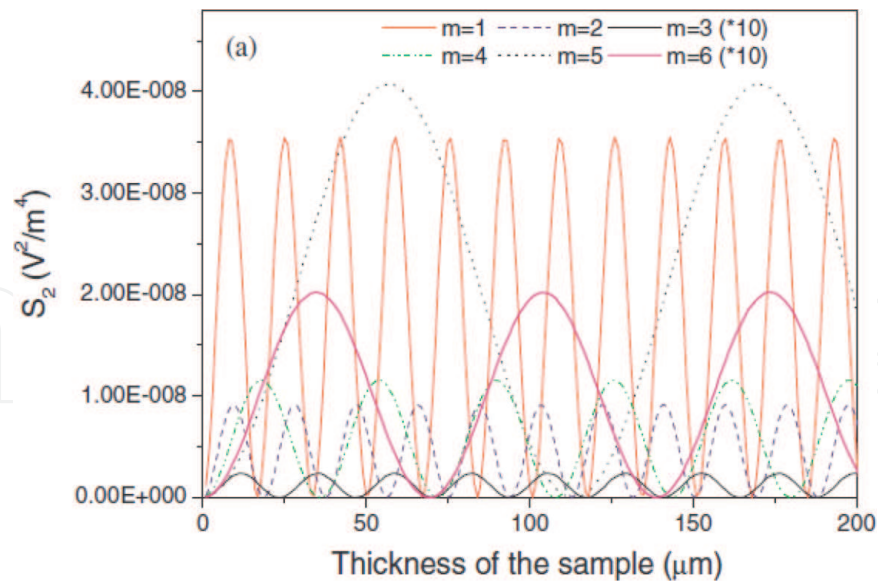 (a)
m=1 m=2 m=3 (*10)
m=4 m=5 m=6 (*10)
4.00E-008
3.00E-008
2.00E-008
1.00E-008
0.00E+000
S₂ (V²/m⁴)
0 50 100 150 200
Thickness of the sample (μm)